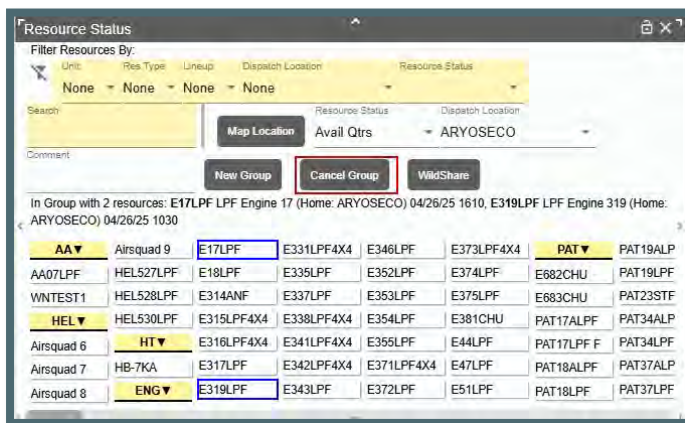 Resource Status
Filter Resources By:
Unit Res.Type Lineup Dispatch Location Resource Status
None None None None
Search Resource Status Dispatch Location
Map Location Avail Qtrs ARYOSECO
Comment
New Group Cancel Group WildShare
In Group with 2 resources: E17LPF LPF Engine 17 (Home: ARYOSECO) 04/26/25 1610, E319LPF LPF Engine 319 (Home:
ARYOSECO) 04/26/25 1030
AA▼ Airsquad 9 E17LPF E331LPF4X4 E346LPF E373LPF4X4 PAT▼ PAT19ALP
AA07LPF HEL527LPF E18LPF E335LPF E352LPF E374LPF E682CHU PAT19LPF
WNTEST1 HEL528LPF E314ANF E337LPF E353LPF E375LPF E683CHU PAT23STF
HEL▼ HEL530LPF E315LPF4X4 E338LPF4X4 E354LPF E381CHU PAT17ALPF PAT34ALP
Airsquad 6 HT▼ E316LPF4X4 E341LPF4X4 E355LPF E44LPF PAT17LPF F PAT34LPF
Airsquad 7 HB-7KA E317LPF E342LPF4X4 E371LPF4X4 E47LPF PAT18ALPF PAT37ALP
Airsquad 8 ENG▼ E319LPF E343LPF E372LPF E51LPF PAT18LPF PAT37LPF